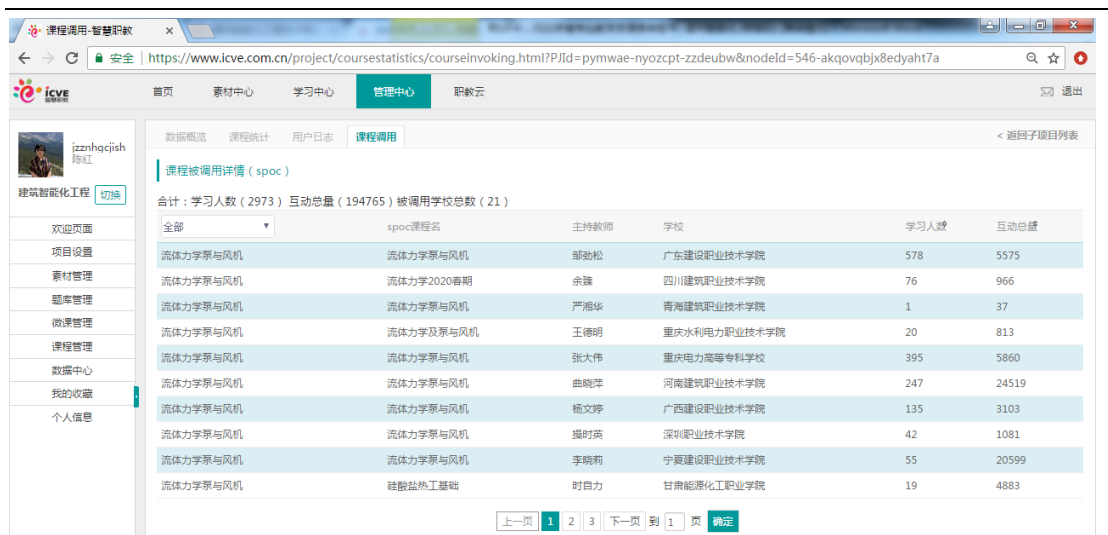 课程调用-智慧职教
安全 https://www.icve.com.cn/project/coursestatistics/courseinvoking.html?PJId=pymwae-nyozcpt-zzdeubw&nodeId=546-akqovqbjx8edyaht7a
icve 智慧职教 首页 素材中心 学习中心 管理中心 职教云 退出
jzznhgcjish
陈红
建筑智能化工程 切换
欢迎页面
项目设置
素材管理
题库管理
微课管理
课程管理
数据中心
我的收藏
个人信息
数据概览 课程统计 用户日志 课程调用 < 返回子项目列表
课程被调用详情(spoc)
合计:学习人数(2973) 互动总量(194765)被调用学校总数(21)
全部 spoc课程名 主持教师 学校 学习人数 互动总量
流体力学泵与风机 流体力学泵与风机 邹劲松 广东建设职业技术学院 578 5575
流体力学泵与风机 流体力学2020春期 余臻 四川建筑职业技术学院 76 966
流体力学泵与风机 流体力学泵与风机 严湘华 青海建筑职业技术学院 1 37
流体力学泵与风机 流体力学及泵与风机 王德明 重庆水利电力职业技术学院 20 813
流体力学泵与风机 流体力学泵与风机 张大伟 重庆电力高等专科学校 395 5860
流体力学泵与风机 流体力学泵与风机 曲晓萍 河南建筑职业技术学院 247 24519
流体力学泵与风机 流体力学泵与风机 杨文婷 广西建设职业技术学院 135 3103
流体力学泵与风机 流体力学泵与风机 操时英 深圳职业技术学院 42 1081
流体力学泵与风机 流体力学泵与风机 李晓莉 宁夏建设职业技术学院 55 20599
流体力学泵与风机 硅酸盐热工基础 时自力 甘肃能源化工职业学院 19 4883
上一页 1 2 3 下一页 到 1 页 确定